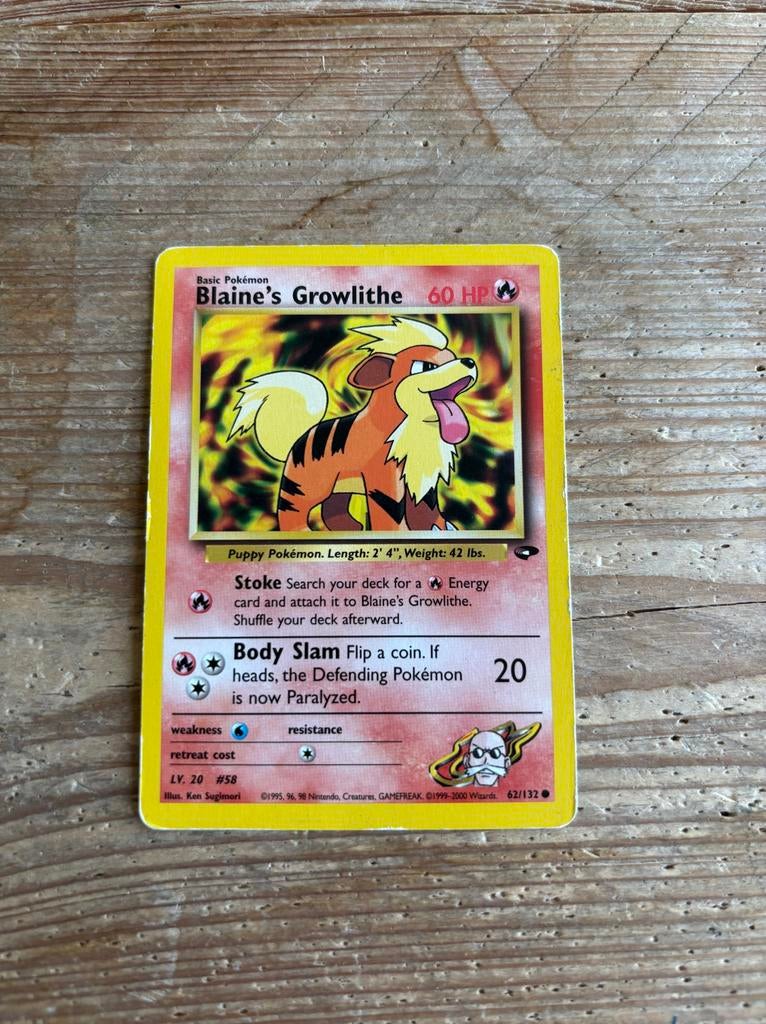 Basic Pokémon
Blaine's Growlithe 60 HP
Puppy Pokémon. Length: 2' 4", Weight: 42 lbs.
Stoke Search your deck for a Energy
card and attach it to Blaine's Growlithe.
Shuffle your deck afterward.
Body Slam Flip a coin. If
heads, the Defending Pokémon
is now Paralyzed.
20
weakness resistance
retreat cost
LV. 20 #58
Illus. Ken Sugimori ©1995, 96, 98 Nintendo, Creatures, GAMEFREAK. ©1999-2000 Wizards. 62/132